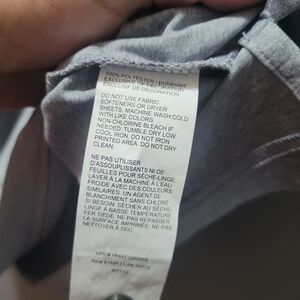 100% POLYESTER / poliéster
EXCLUSIVE OF DECORATION
EXCLUSIF DE DÉCORATION
DO NOT USE FABRIC
SOFTENERS OR DRYER
SHEETS. MACHINE WASH COLD
WITH LIKE COLORS.
NON-CHLORINE BLEACH IF
NEEDED. TUMBLE DRY LOW.
COOL IRON. DO NOT IRON
PRINTED AREA. DO NOT DRY
CLEAN.
NE PAS UTILISER
D'ASSOUPLISSANTS NI DE
FEUILLES POUR SÈCHE-LINGE.
LAVER À LA MACHINE À L'EAU
FROIDE AVEC DES COULEURS
SIMILAIRES. UN AGENT DE
BLANCHIMENT SANS CHLORE
SI BESOIN. SÉCHER AU SÈCHE
LINGE À BASSE TEMPÉRATURE.
FER TIÈDE. NE PAS REPASSER
LA SURFACE IMPRIMÉE. NE PAS
NETTOYER À SEC.